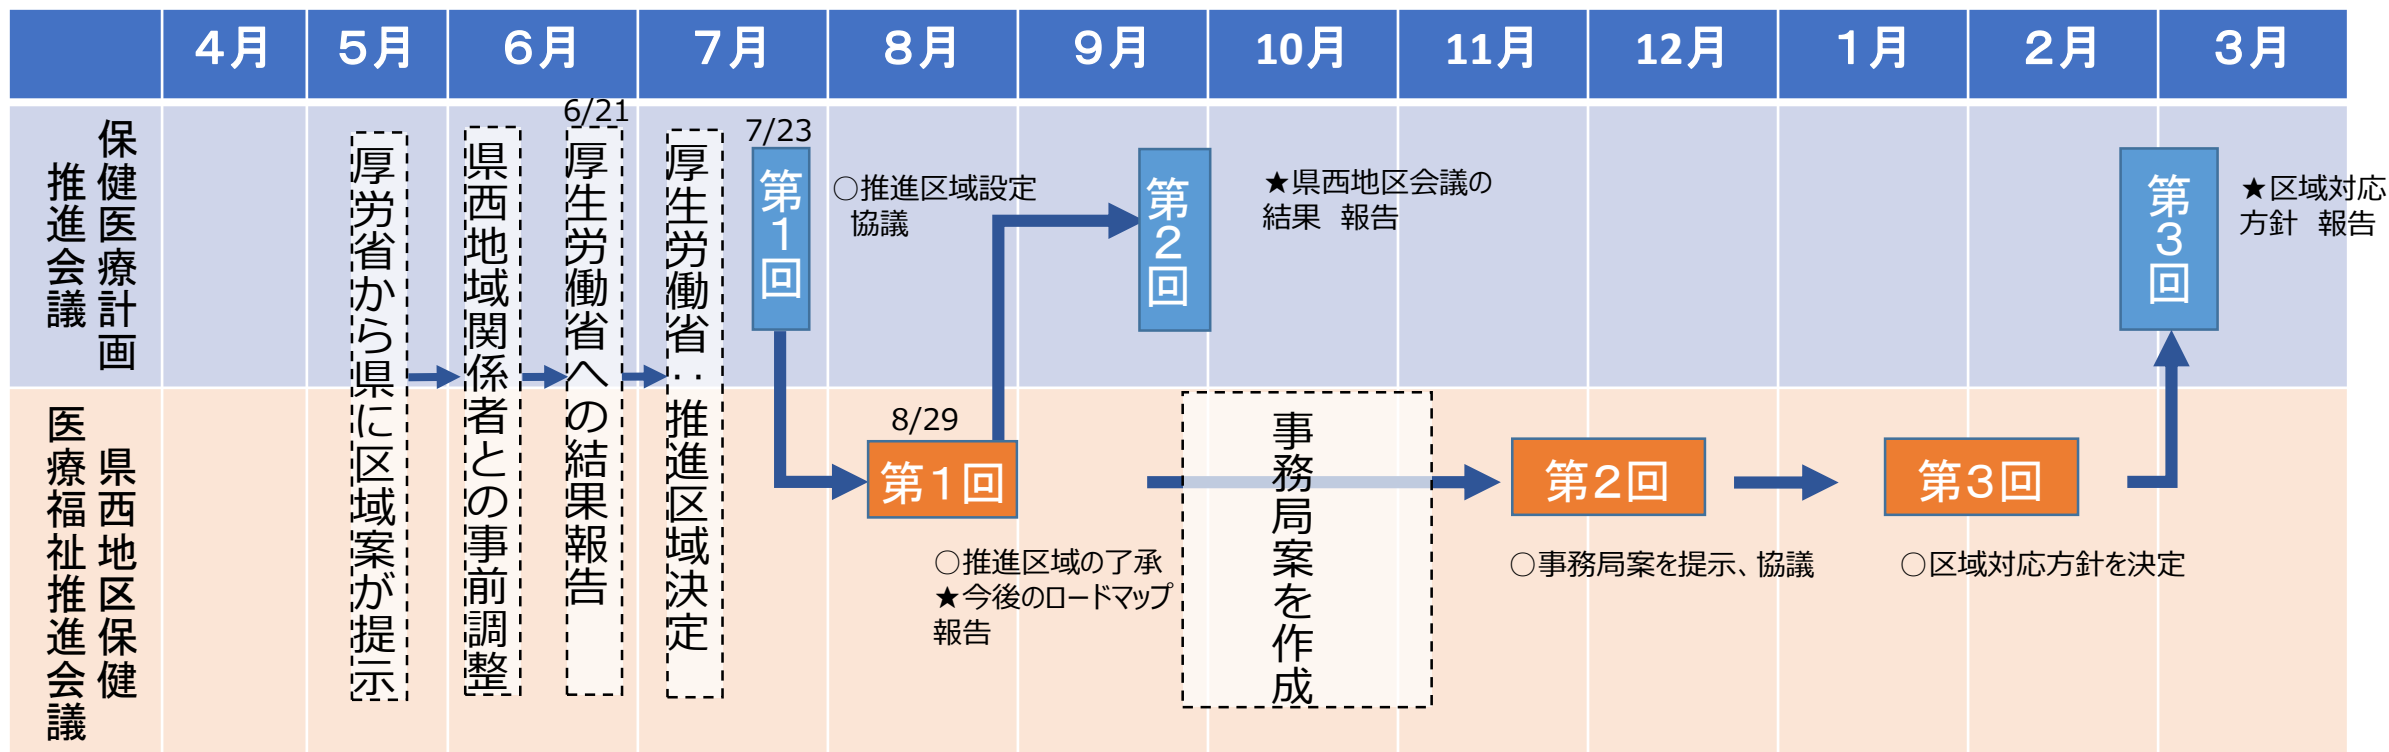 ４月
５月
６月
７月
８月
９月
10月
11月
12月
１月
２月
３月
保健医療計画
推進会議
厚労省から県に区域案が提示
県西地域関係者との事前調整
6/21
厚生労働省への結果報告
厚生労働省：推進区域決定
7/23
第１回
○推進区域設定
協議
第２回
★県西地区会議の
結果　報告
第３回
★区域対応
方針　報告
県西地区保健
医療福祉推進会議
8/29
第１回
○推進区域の了承
★今後のロードマップ
報告
事務局案を作成
第２回
○事務局案を提示、協議
第３回
○区域対応方針を決定